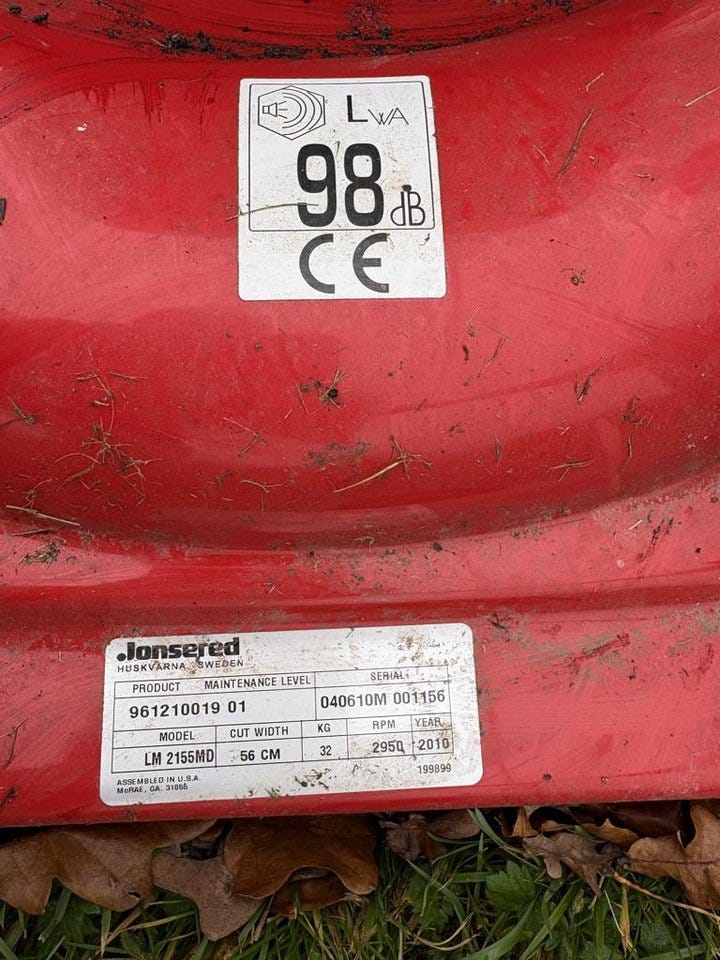 LWA
98 dB
CE
Jonsered
HUSKVARNA SWEDEN
PRODUCT MAINTENANCE LEVEL SERIAL
961210019 01 040610M 001156
MODEL CUT WIDTH KG RPM YEAR
LM 2155MD 56 CM 32 2950 2010
199899
ASSEMBLED IN U.S.A.
McRAE, GA. 31055